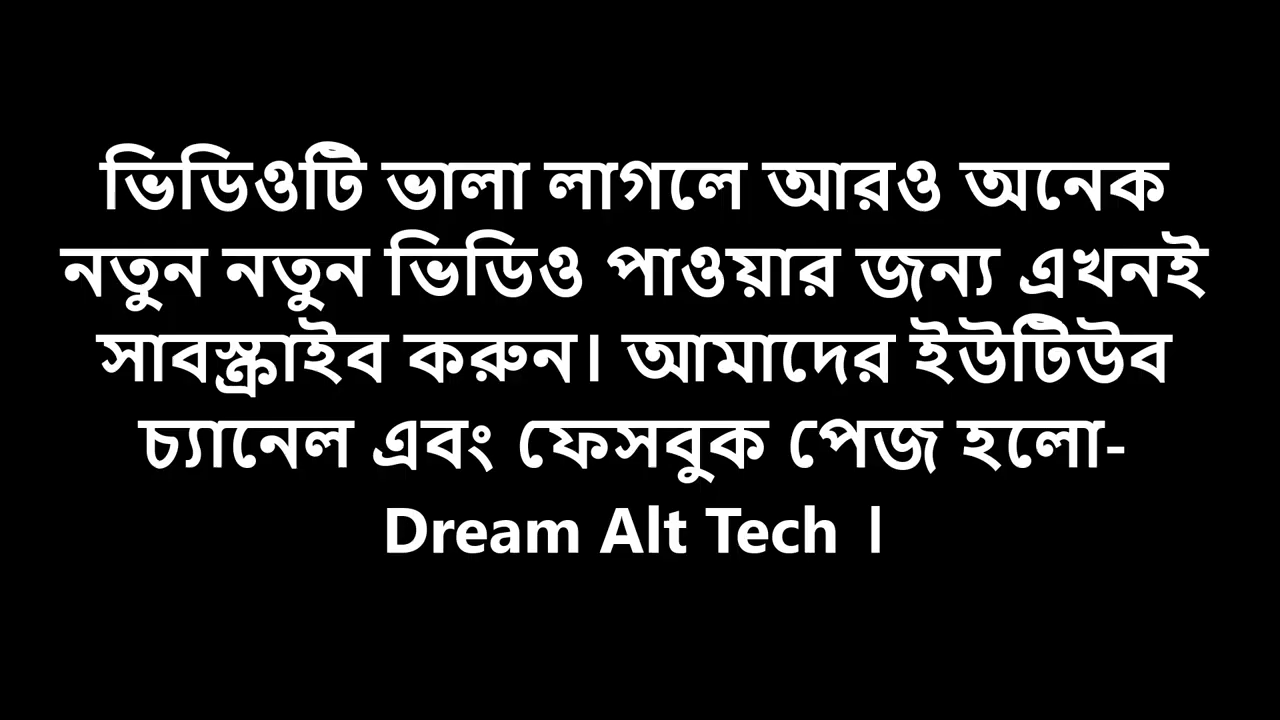 ভিডিওটি ভালা লাগলে আরও অনেক
নতুন নতুন ভিডিও পাওয়ার জন্য এখনই
সাবস্ক্রাইব করুন। আমাদের ইউটিউব
চ্যানেল এবং ফেসবুক পেজ হলো-
Dream Alt Tech ।